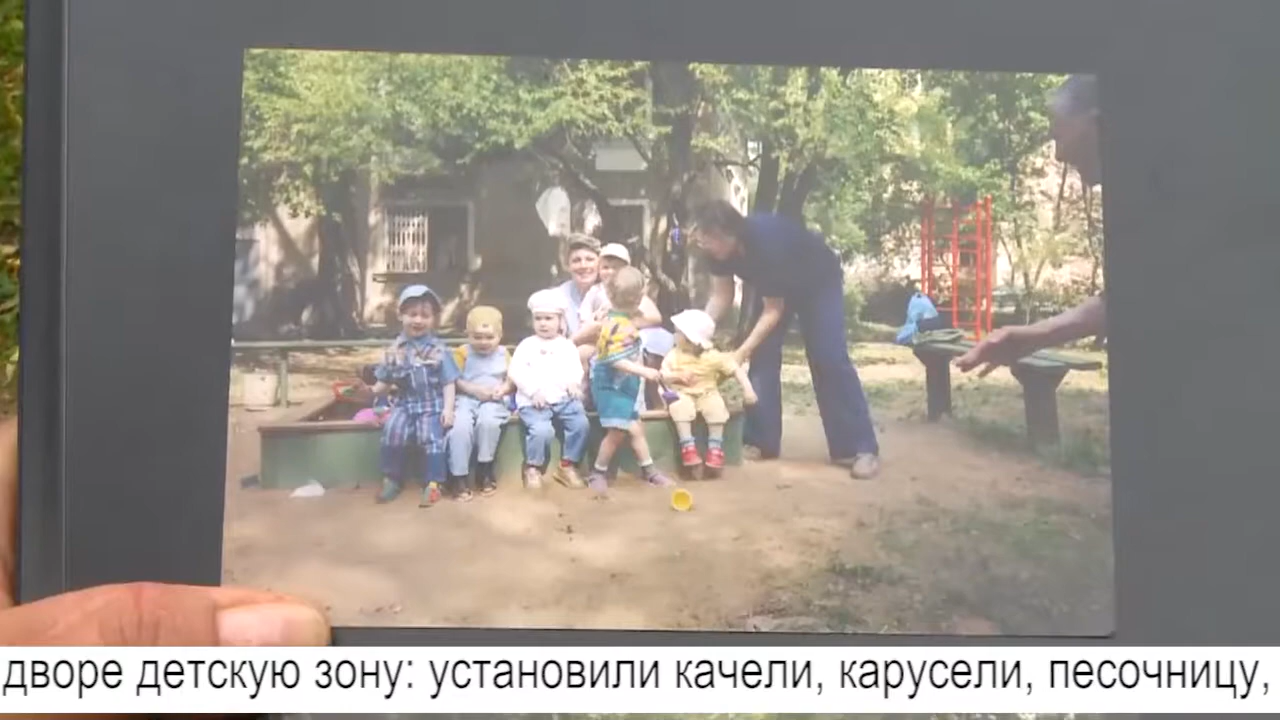 дворе детскую зону: установили качели, карусели, песочницу,